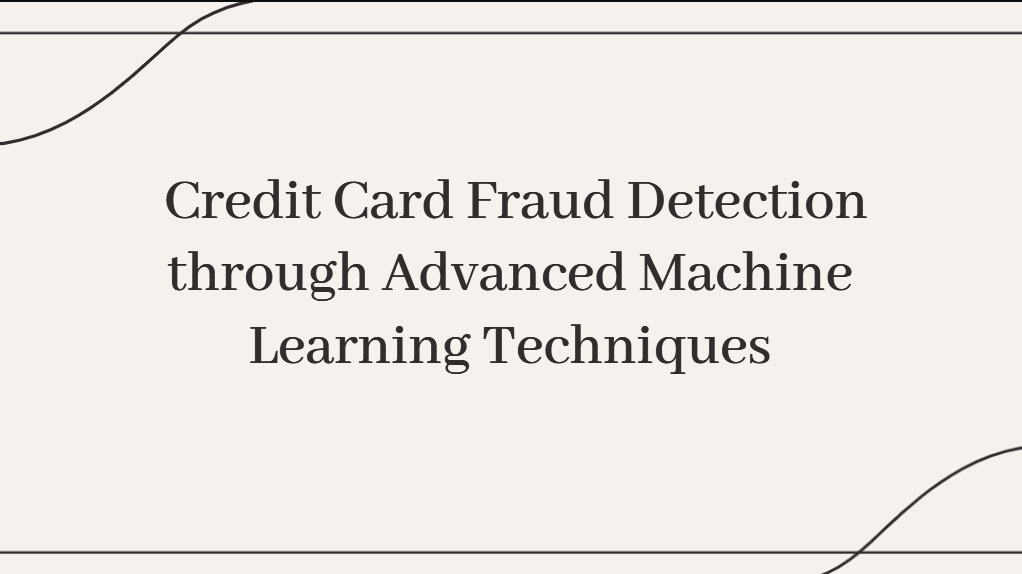 Credit Card Fraud Detection
through Advanced Machine
Learning Techniques